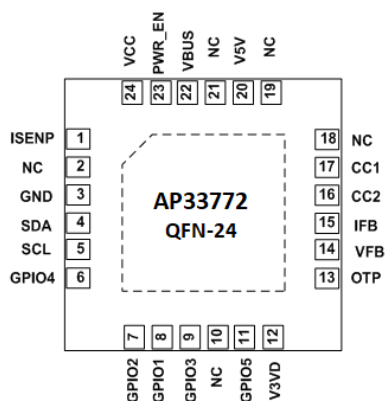 VCC
PWR_EN
VBUS
NC
V5V
NC
24
23
22
21
20
19
ISENP 1
NC 2
GND 3
SDA 4
SCL 5
GPIO4 6
AP33772
QFN-24
18 NC
17 CC1
16 CC2
15 IFB
14 VFB
13 OTP
7
8
9
10
11
12
GPIO2
GPIO1
GPIO3
NC
GPIO5
V3VD